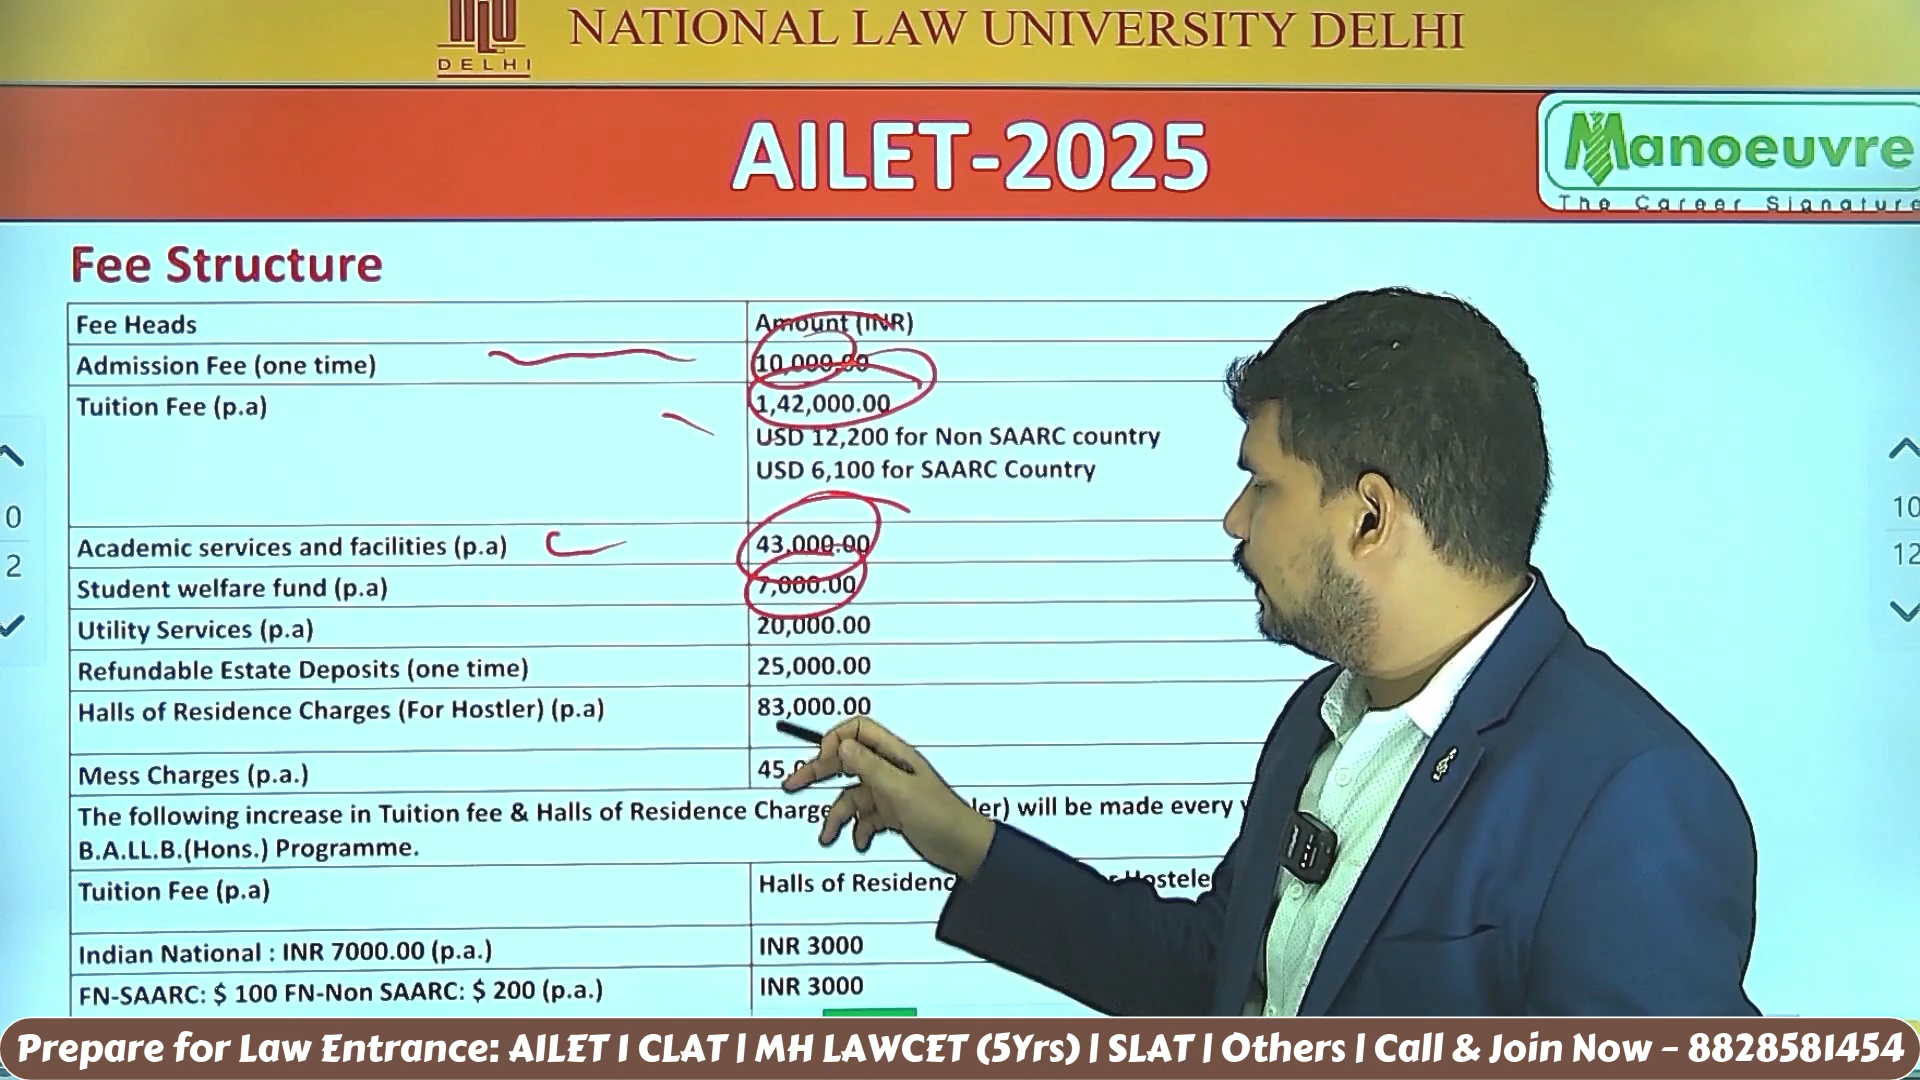 NLU
DELHI
NATIONAL LAW UNIVERSITY DELHI
AILET-2025
Manoeuvre
The Career Signature
Fee Structure
Fee Heads Amount (INR)
Admission Fee (one time) 10,000.00
Tuition Fee (p.a) 1,42,000.00
USD 12,200 for Non SAARC country
USD 6,100 for SAARC Country
Academic services and facilities (p.a) 43,000.00
Student welfare fund (p.a) 7,000.00
Utility Services (p.a) 20,000.00
Refundable Estate Deposits (one time) 25,000.00
Halls of Residence Charges (For Hostler) (p.a) 83,000.00
Mess Charges (p.a.)
The following increase in Tuition fee & Halls of Residence will be made every
B.A.LL.B.(Hons.) Programme.
Tuition Fee (p.a) Halls of
Indian National : INR 7000.00 (p.a.) INR 3000
FN-SAARC: $ 100 FN-Non SAARC: $ 200 (p.a.) INR 3000
0
2
10
12
Prepare for Law Entrance: AILET I CLAT I MH LAWCET (5Yrs) I SLAT I Others I Call & Join Now - 8828581454